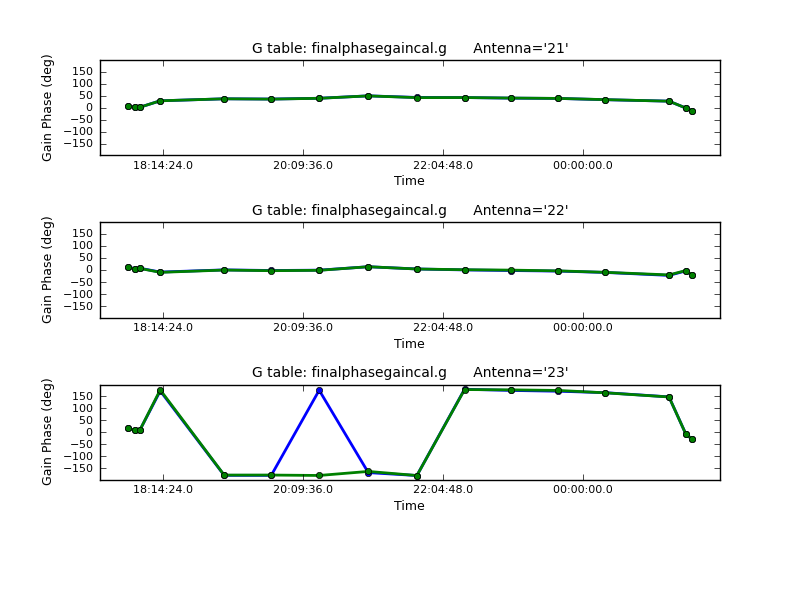 G table: finalphasegaincal.g Antenna='21'
Gain Phase (deg)
150
100
50
0
−50
−100
−150
18:14:24.0 20:09:36.0 22:04:48.0 00:00:00.0
Time
G table: finalphasegaincal.g Antenna='22'
Gain Phase (deg)
150
100
50
0
−50
−100
−150
18:14:24.0 20:09:36.0 22:04:48.0 00:00:00.0
Time
G table: finalphasegaincal.g Antenna='23'
Gain Phase (deg)
150
100
50
0
−50
−100
−150
18:14:24.0 20:09:36.0 22:04:48.0 00:00:00.0
Time